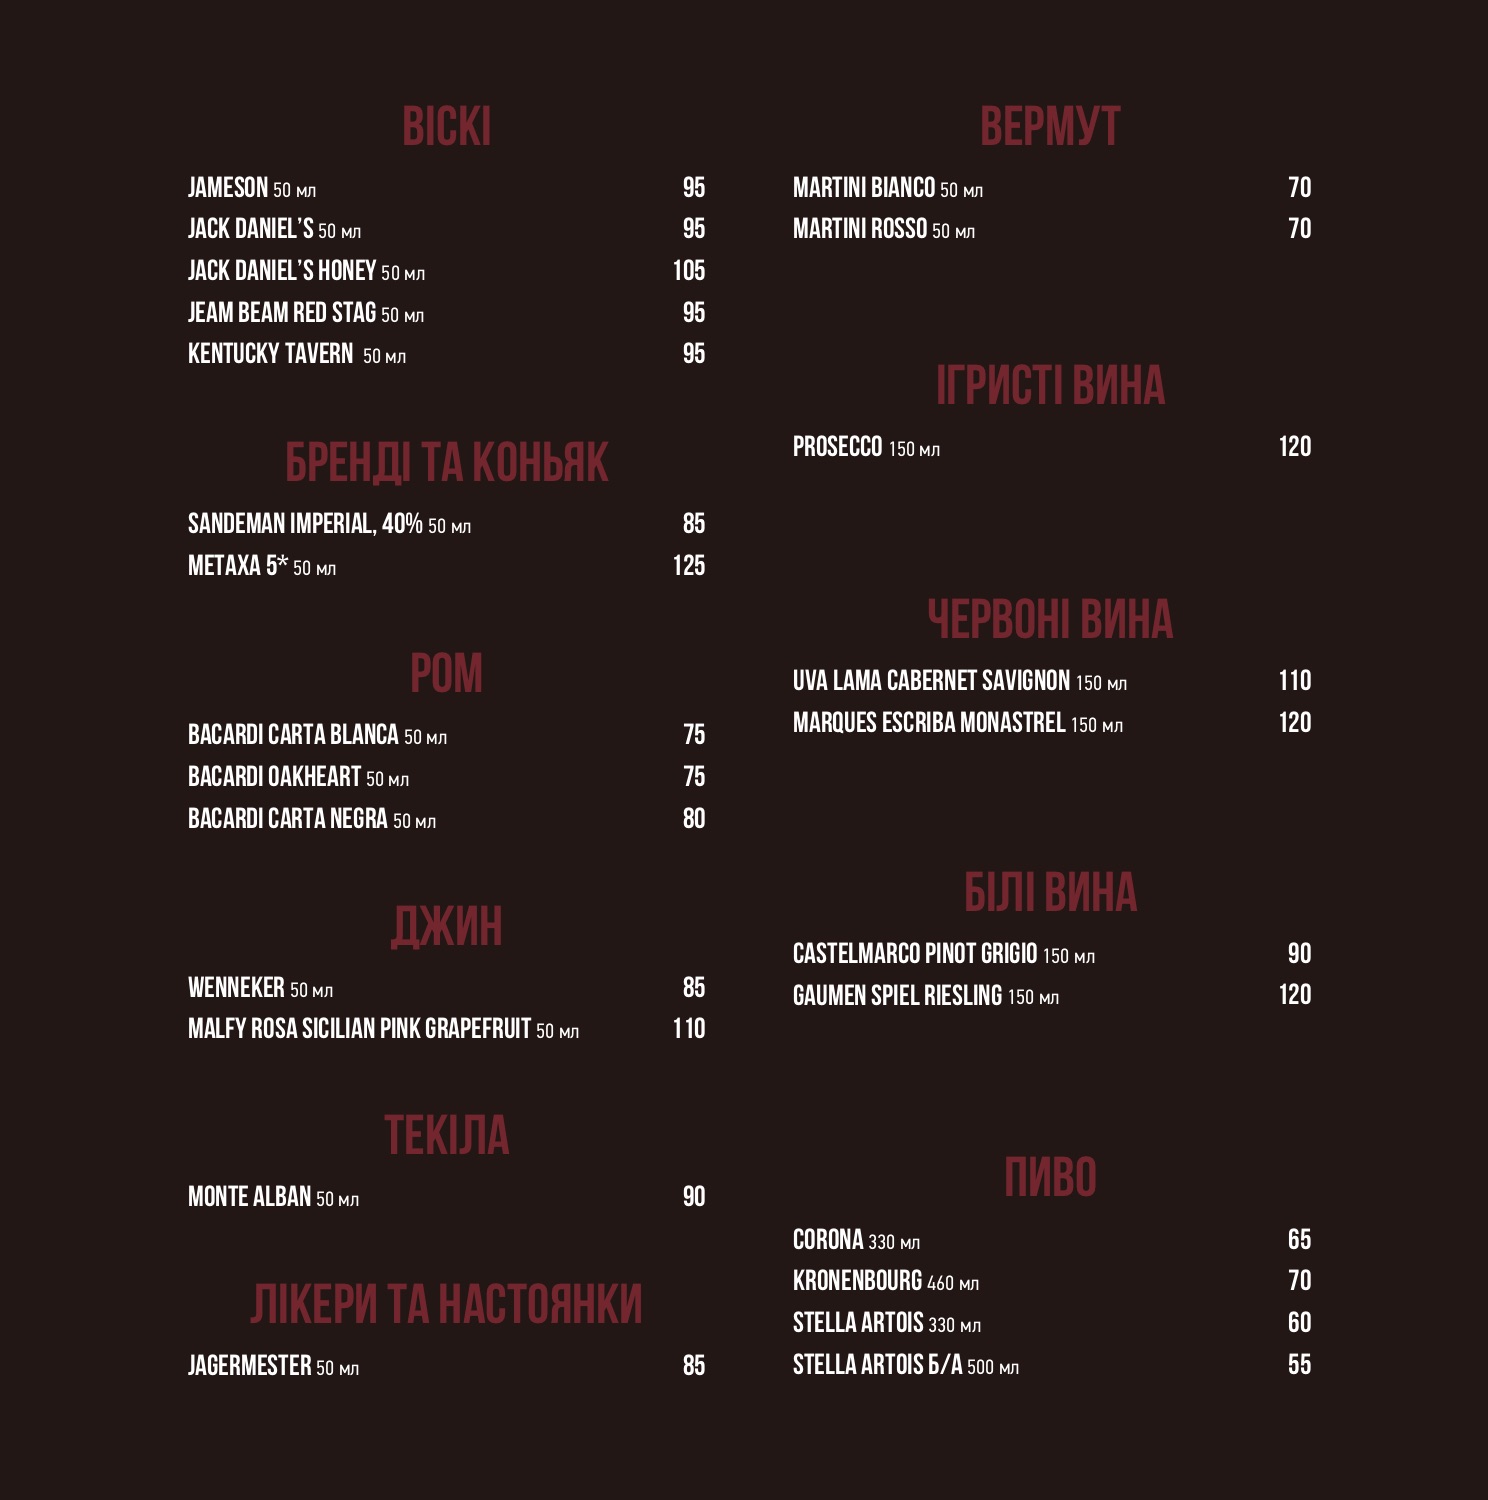 ВІСКІ
JAMESON 50 мл 95
JACK DANIEL’S 50 мл 95
JACK DANIEL’S HONEY 50 мл 105
JEAM BEAM RED STAG 50 мл 95
KENTUCKY TAVERN 50 мл 95
БРЕНДІ ТА КОНЬЯК
SANDEMAN IMPERIAL, 40% 50 мл 85
METAXA 5* 50 мл 125
РОМ
BACARDI CARTA BLANCA 50 мл 75
BACARDI OAKHEART 50 мл 75
BACARDI CARTA NEGRA 50 мл 80
ДЖИН
WENNEKER 50 мл 85
MALFY ROSA SICILIAN PINK GRAPEFRUIT 50 мл 110
ТЕКІЛА
MONTE ALBAN 50 мл 90
ЛІКЕРИ ТА НАСТОЯНКИ
JAGERMESTER 50 мл 85
ВЕРМУТ
MARTINI BIANCO 50 мл 70
MARTINI ROSSO 50 мл 70
ІГРИСТІ ВИНА
PROSECCO 150 мл 120
ЧЕРВОНІ ВИНА
UVA LAMA CABERNET SAVIGNON 150 мл 110
MARQUES ESCRIBA MONASTREL 150 мл 120
БІЛІ ВИНА
CASTELMARCO PINOT GRIGIO 150 мл 90
GAUMEN SPIEL RIESLING 150 мл 120
ПИВО
CORONA 330 мл 65
KRONENBOURG 460 мл 70
STELLA ARTOIS 330 мл 60
STELLA ARTOIS Б/А 500 мл 55